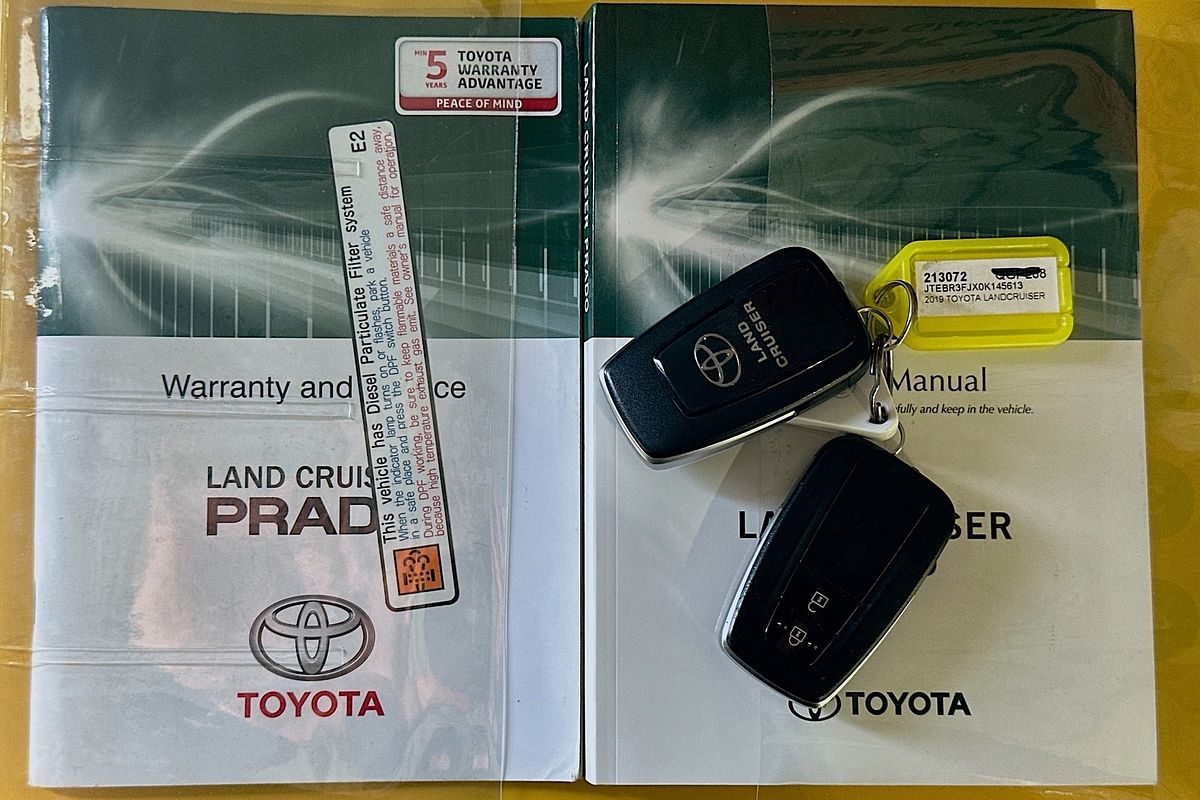 MIN
5
YEARS
TOYOTA
WARRANTY
ADVANTAGE
PEACE OF MIND
This vehicle has Diesel Particulate Filter system E2
When the indicator lamp turns on or flashes, park a vehicle
in a safe place and press the DPF switch button.
During DPF working, be sure to keep flammable materials a safe distance away,
because high temperature exhaust gas emit. See owner's manual for operation.
Warranty and
LAND CRUIS
PRAD
TOYOTA
LAND CRUISER PRADO
LAND
CRUISER
213072
JTEBR3FJX0K145613
2019 TOYOTA LANDCRUISER
Manual
and keep in the vehicle.
TOYOTA